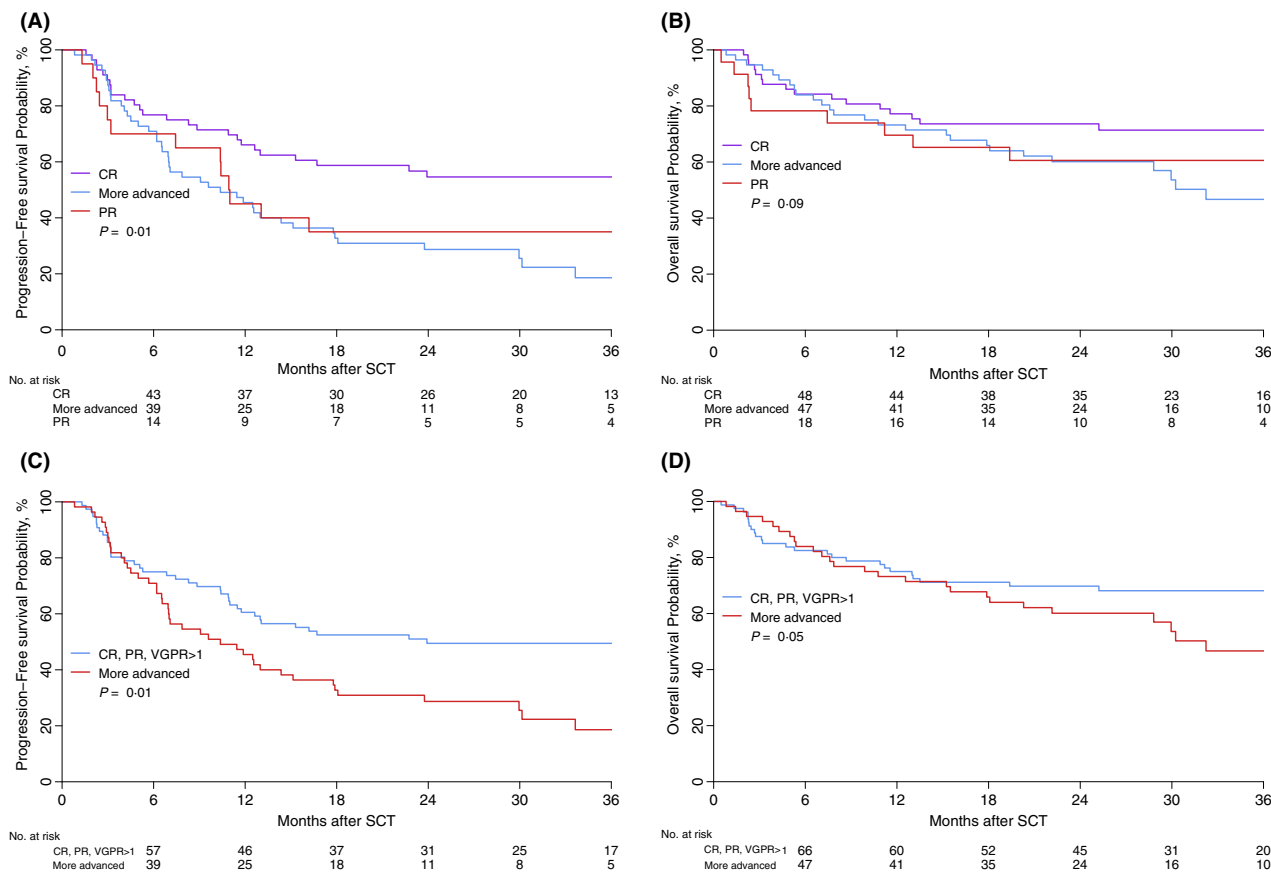 (A)
Progression–Free survival Probability, %
100
80
60
40
20
0
CR
More advanced
PR
P = 0·01
0 6 12 18 24 30 36
Months after SCT
No. at risk
CR 43 37 30 26 20 13
More advanced 39 25 18 11 8 5
PR 14 9 7 5 5 4
(B)
Overall survival Probability, %
100
80
60
40
20
0
CR
More advanced
PR
P = 0·09
0 6 12 18 24 30 36
Months after SCT
No. at risk
CR 48 44 38 35 23 16
More advanced 47 41 35 24 16 10
PR 18 16 14 10 8 4
(C)
Progression–Free survival Probability, %
100
80
60
40
20
0
CR, PR, VGPR>1
More advanced
P = 0·01
0 6 12 18 24 30 36
Months after SCT
No. at risk
CR, PR, VGPR>1 57 46 37 31 25 17
More advanced 39 25 18 11 8 5
(D)
Overall survival Probability, %
100
80
60
40
20
0
CR, PR, VGPR>1
More advanced
P = 0·05
0 6 12 18 24 30 36
Months after SCT
No. at risk
CR, PR, VGPR>1 66 60 52 45 31 20
More advanced 47 41 35 24 16 10